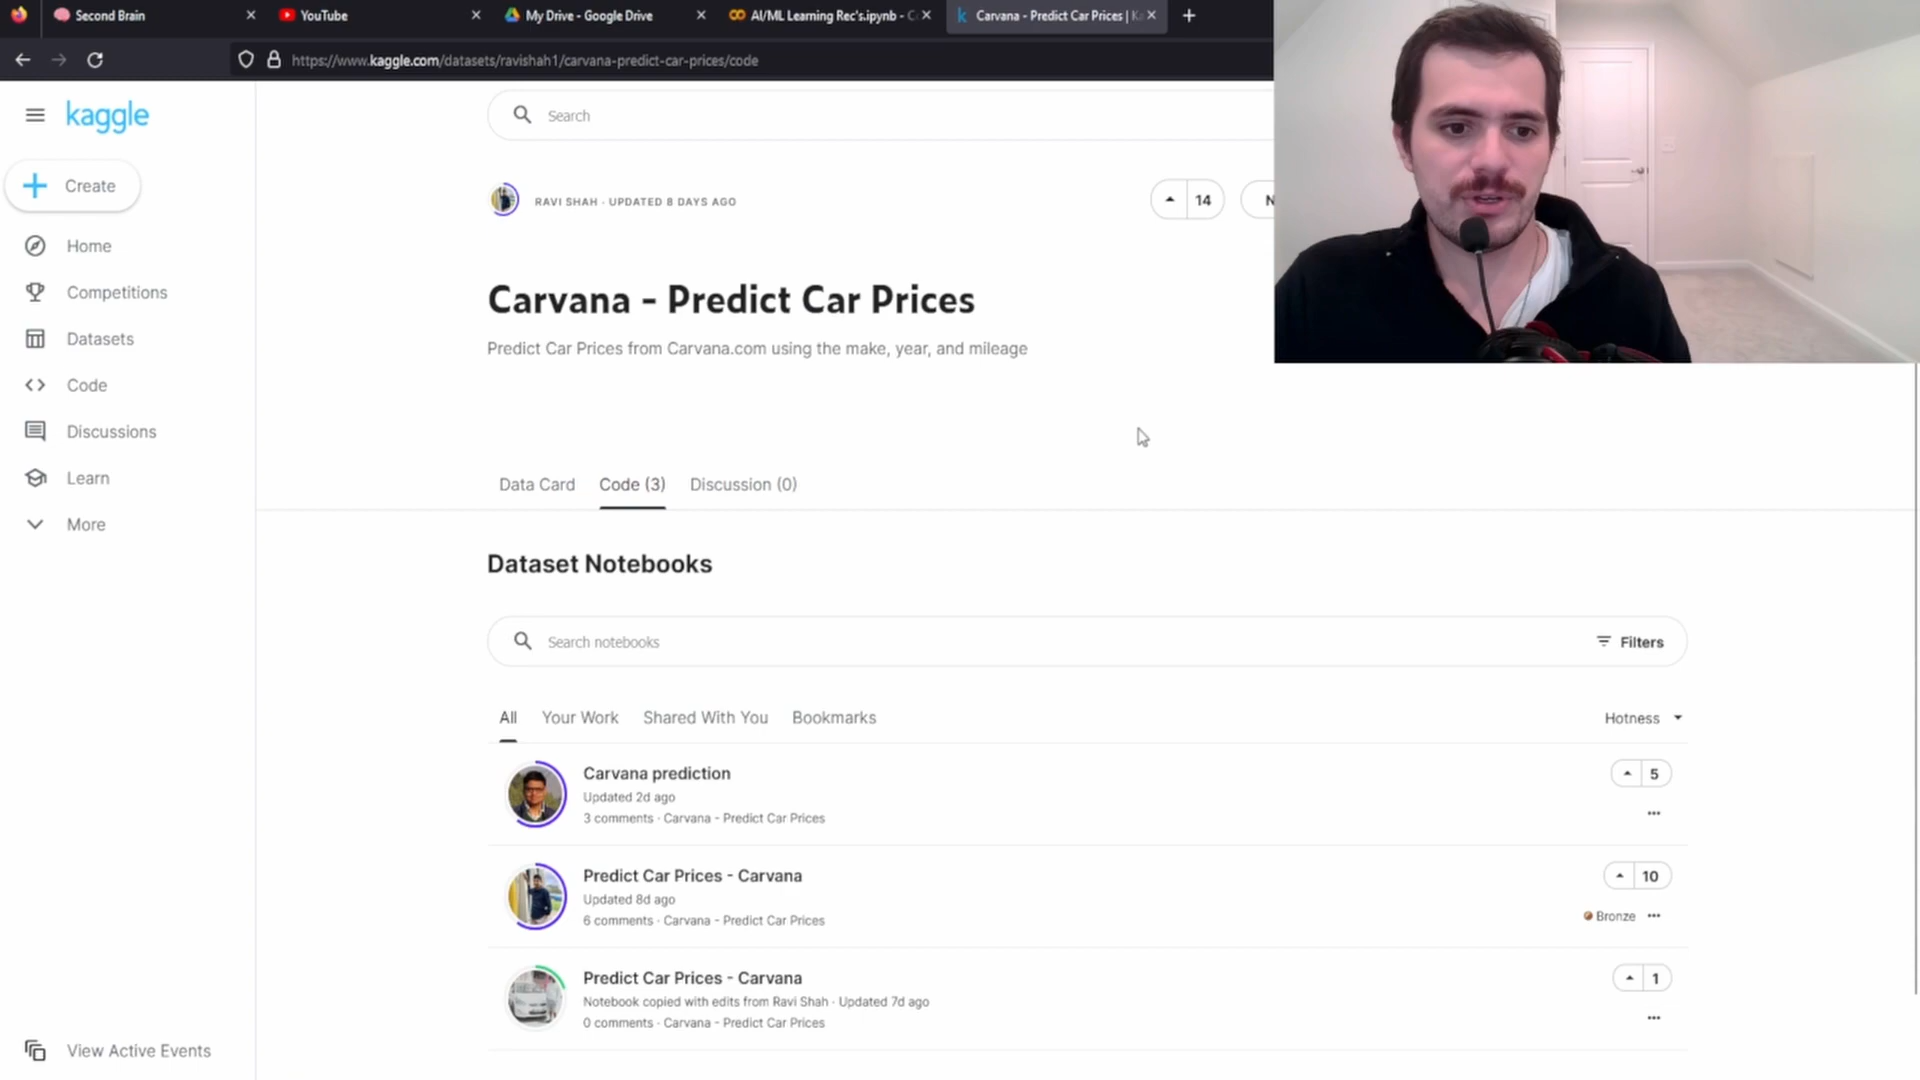 Second Brain
YouTube
My Drive - Google Drive
AI/ML Learning Rec's.ipynb - C
Carvana - Predict Car Prices |
https://www.kaggle.com/datasets/ravishah1/carvana-predict-car-prices/code
kaggle
Search
Create
RAVI SHAH · UPDATED 8 DAYS AGO
14
N
Home
Competitions
Datasets
Code
Discussions
Learn
More
View Active Events
Carvana - Predict Car Prices
Predict Car Prices from Carvana.com using the make, year, and mileage
Data Card
Code (3)
Discussion (0)
Dataset Notebooks
Search notebooks
Filters
All
Your Work
Shared With You
Bookmarks
Hotness
Carvana prediction
Updated 2d ago
3 comments · Carvana - Predict Car Prices
5
Predict Car Prices - Carvana
Updated 8d ago
6 comments · Carvana - Predict Car Prices
10
Bronze
Predict Car Prices - Carvana
Notebook copied with edits from Ravi Shah · Updated 7d ago
0 comments · Carvana - Predict Car Prices
1